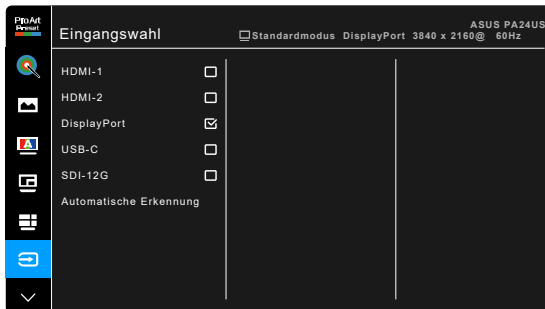 ProArt
Preset
Eingangswahl
ASUS PA24US
Standardmodus DisplayPort 3840 x 2160@ 60Hz
HDMI-1
HDMI-2
DisplayPort
USB-C
SDI-12G
Automatische Erkennung
A